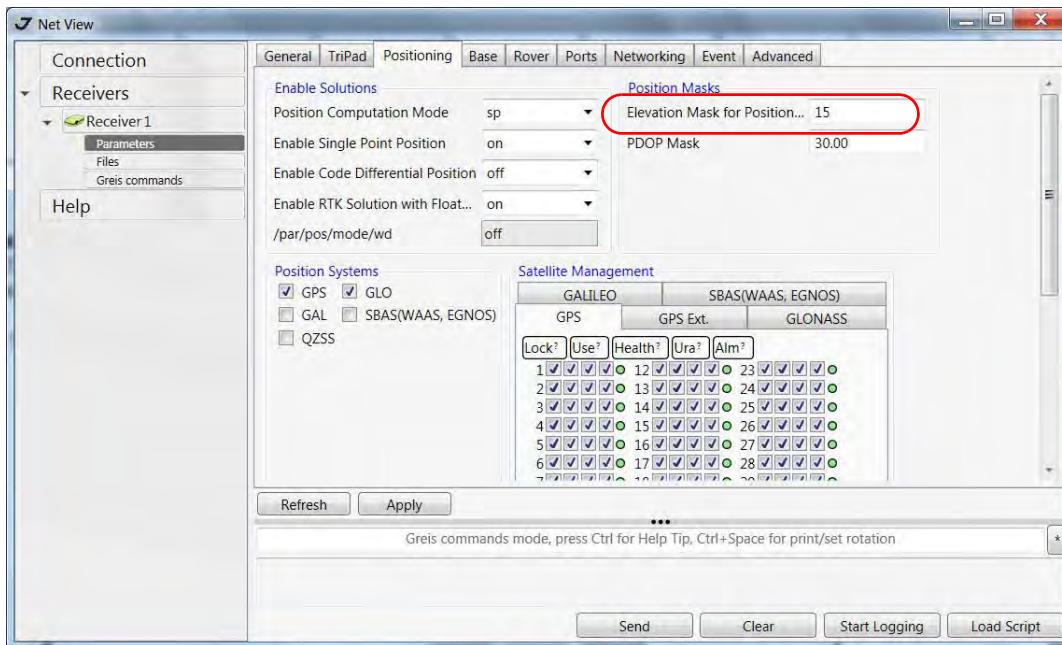 Net View
Connection
Receivers
Receiver 1
Parameters
Files
Greis commands
Help
General TriPad Positioning Base Rover Ports Networking Event Advanced
Enable Solutions
Position Computation Mode sp
Enable Single Point Position on
Enable Code Differential Position off
Enable RTK Solution with Float... on
/par/pos/mode/wd off
Position Masks
Elevation Mask for Position... 15
PDOP Mask 30.00
Position Systems
GPS GLO
GAL SBAS(WAAS, EGNOS)
QZSS
Satellite Management
GALILEO SBAS(WAAS, EGNOS)
GPS GPS Ext. GLONASS
Lock? Use? Health? Ura? Alm?
1 12 23
2 13 24
3 14 25
4 15 26
5 16 27
6 17 28
Refresh Apply
Greis commands mode, press Ctrl for Help Tip, Ctrl+Space for print/set rotation
*
Send Clear Start Logging Load Script